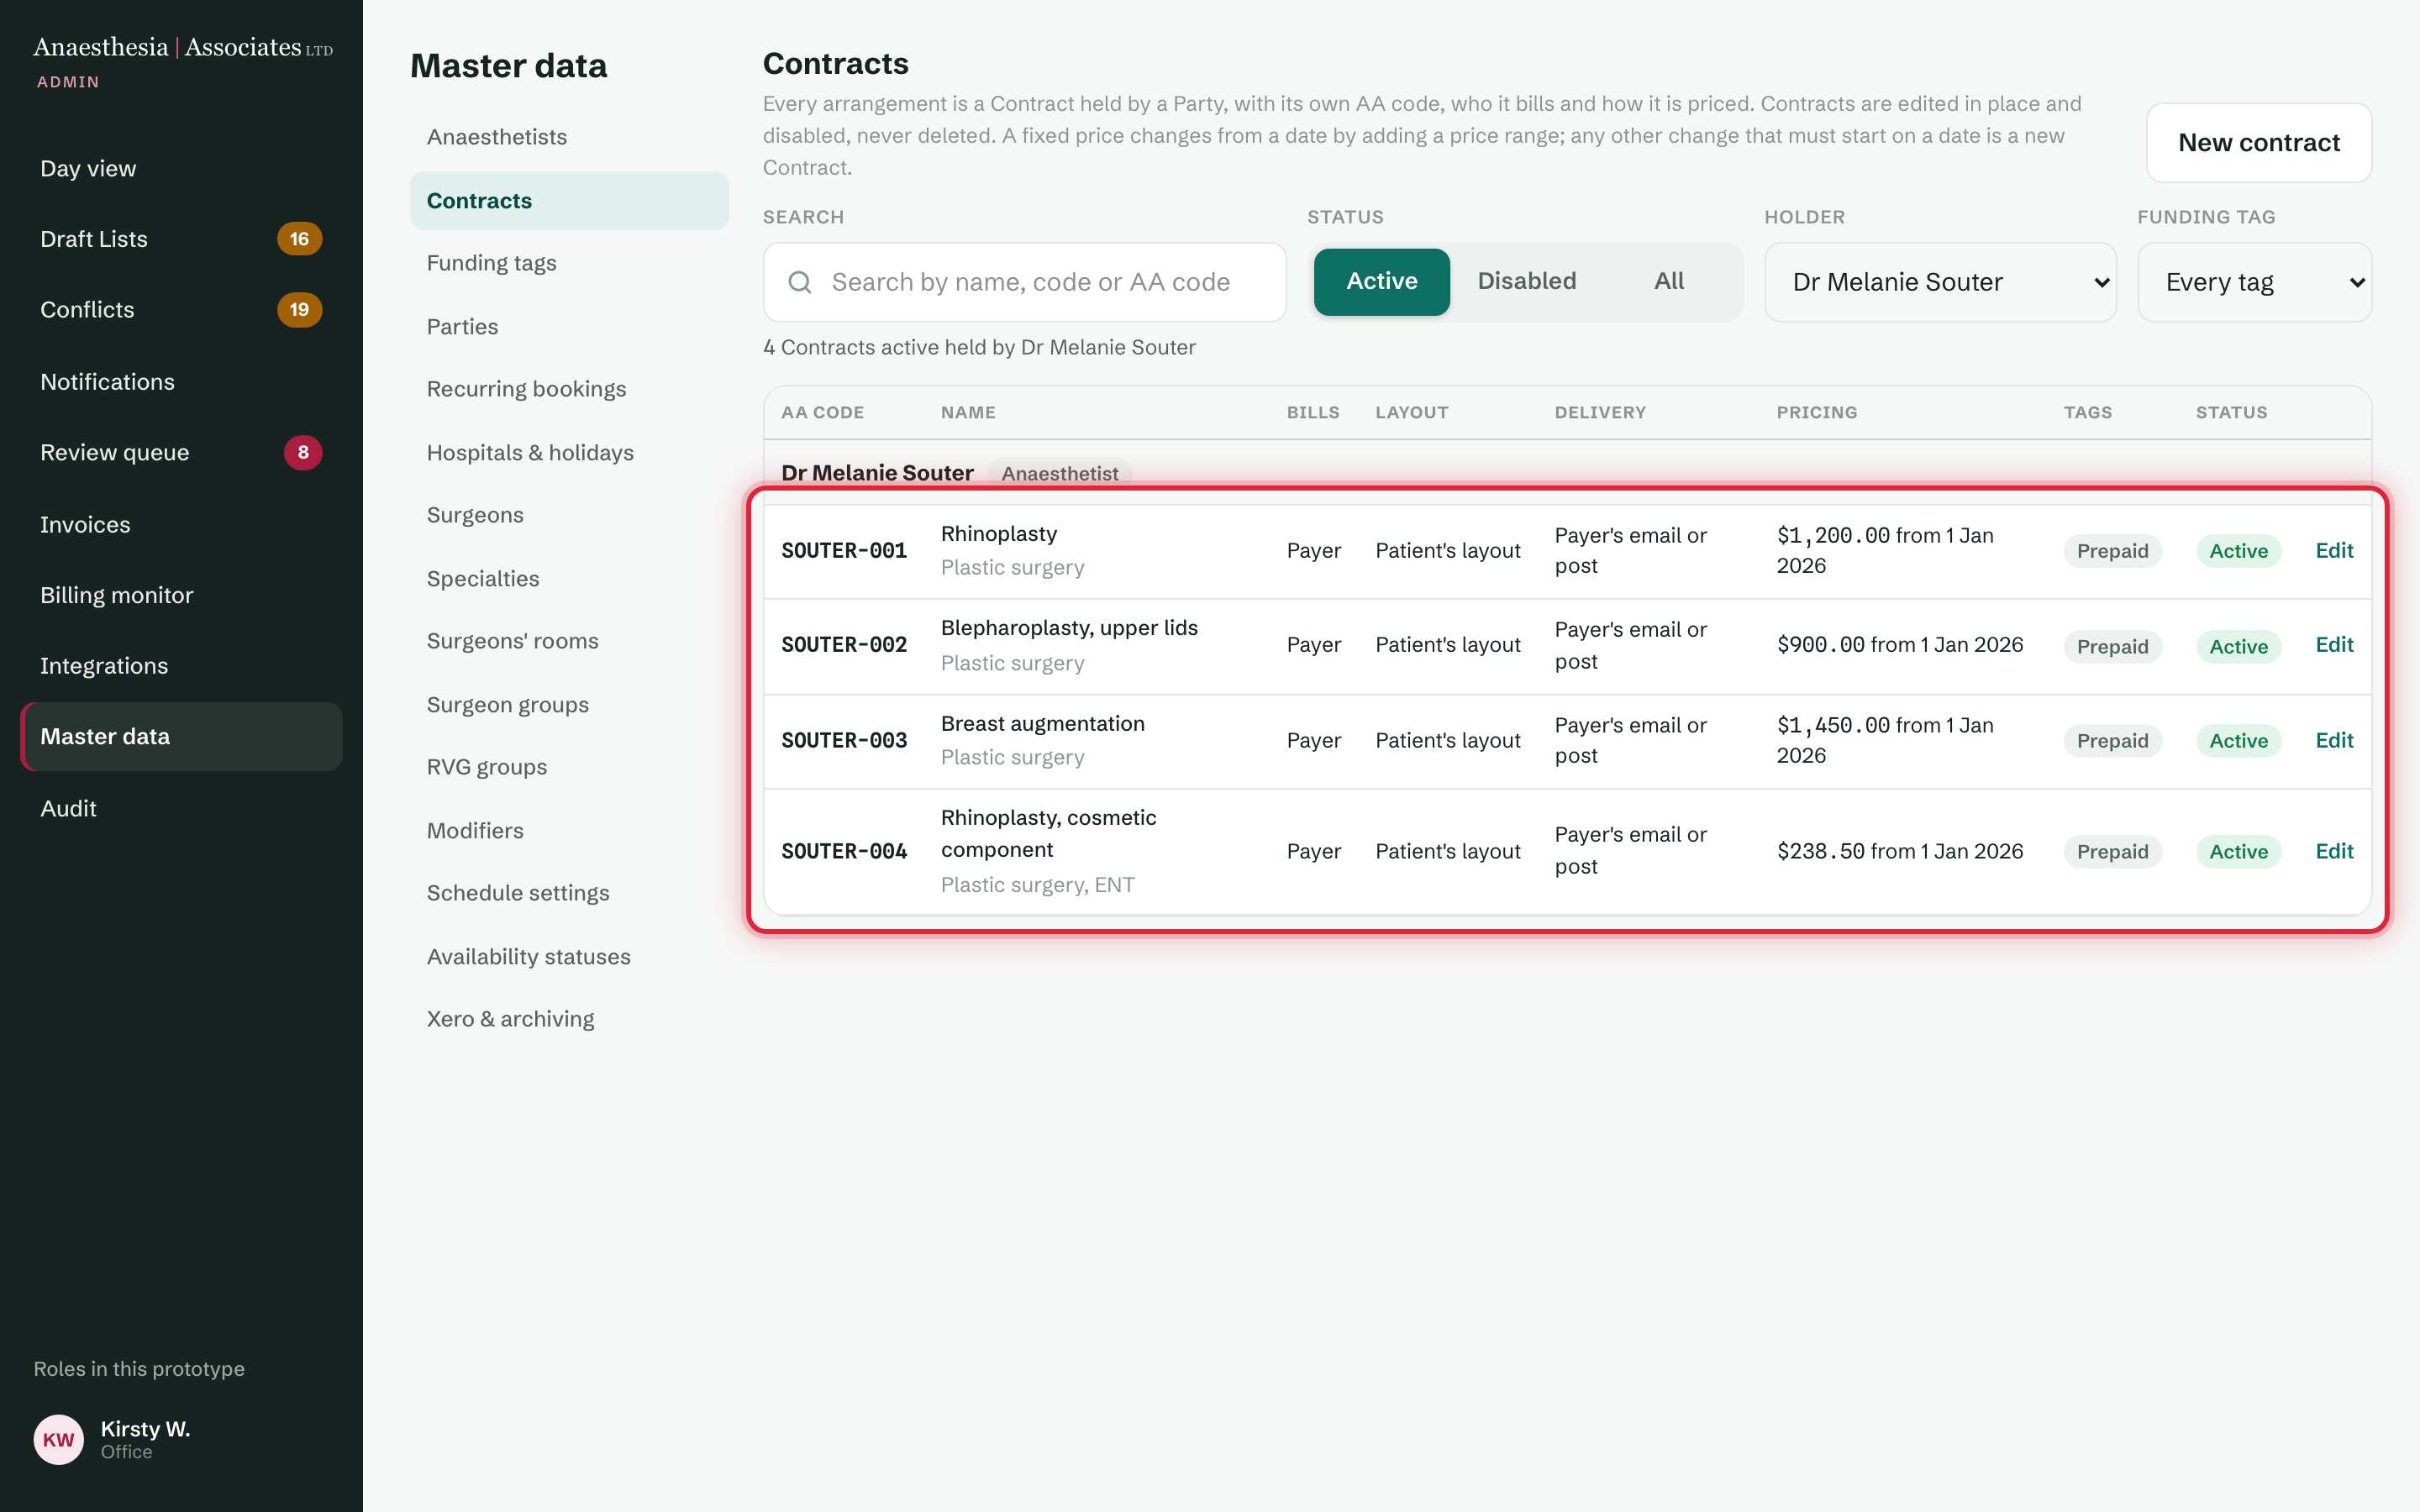 Anaesthesia | Associates LTD
ADMIN
Day view
Draft Lists 16
Conflicts 19
Notifications
Review queue 8
Invoices
Billing monitor
Integrations
Master data
Audit
Roles in this prototype
KW
Kirsty W.
Office
Master data
Anaesthetists
Contracts
Funding tags
Parties
Recurring bookings
Hospitals & holidays
Surgeons
Specialties
Surgeons' rooms
Surgeon groups
RVG groups
Modifiers
Schedule settings
Availability statuses
Xero & archiving
Contracts
Every arrangement is a Contract held by a Party, with its own AA code, who it bills and how it is priced. Contracts are edited in place and
disabled, never deleted. A fixed price changes from a date by adding a price range; any other change that must start on a date is a new
Contract.
New contract
SEARCH STATUS HOLDER FUNDING TAG
Search by name, code or AA code Active Disabled All Dr Melanie Souter Every tag
4 Contracts active held by Dr Melanie Souter
AA CODE NAME BILLS LAYOUT DELIVERY PRICING TAGS STATUS
Dr Melanie Souter Anaesthetist
SOUTER-001 Rhinoplasty
Plastic surgery
Payer Patient's layout Payer's email or
post
$1,200.00 from 1 Jan
2026
Prepaid Active Edit
SOUTER-002 Blepharoplasty, upper lids
Plastic surgery
Payer Patient's layout Payer's email or
post
$900.00 from 1 Jan 2026
Prepaid Active Edit
SOUTER-003 Breast augmentation
Plastic surgery
Payer Patient's layout Payer's email or
post
$1,450.00 from 1 Jan
2026
Prepaid Active Edit
SOUTER-004 Rhinoplasty, cosmetic
component
Plastic surgery, ENT
Payer Patient's layout Payer's email or
post
$238.50 from 1 Jan 2026
Prepaid Active Edit